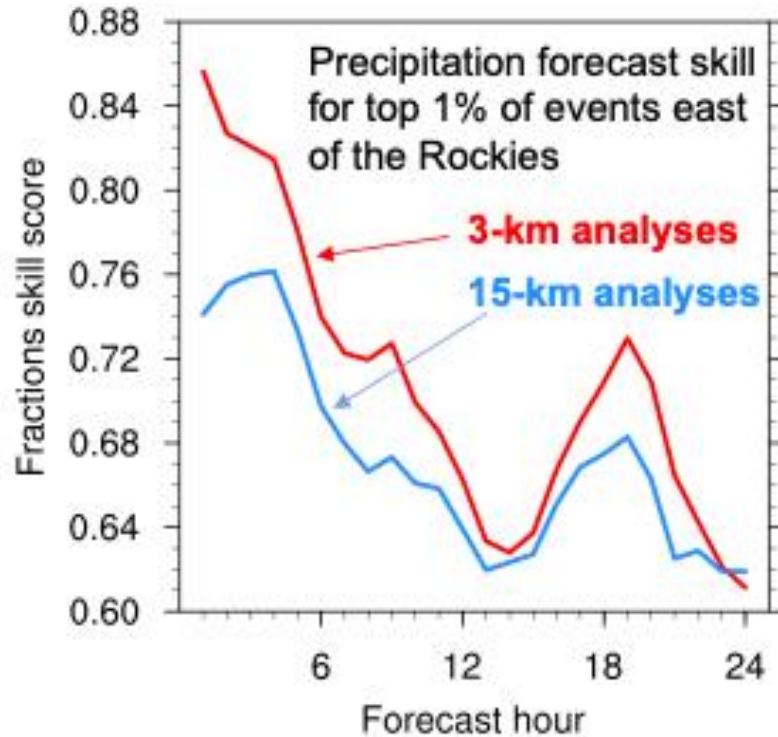 0.88
0.84
0.80
0.76
0.72
0.68
0.64
0.60
Fractions skill score
Precipitation forecast skill
for top 1% of events east
of the Rockies
3-km analyses
15-km analyses
6
12
18
24
Forecast hour